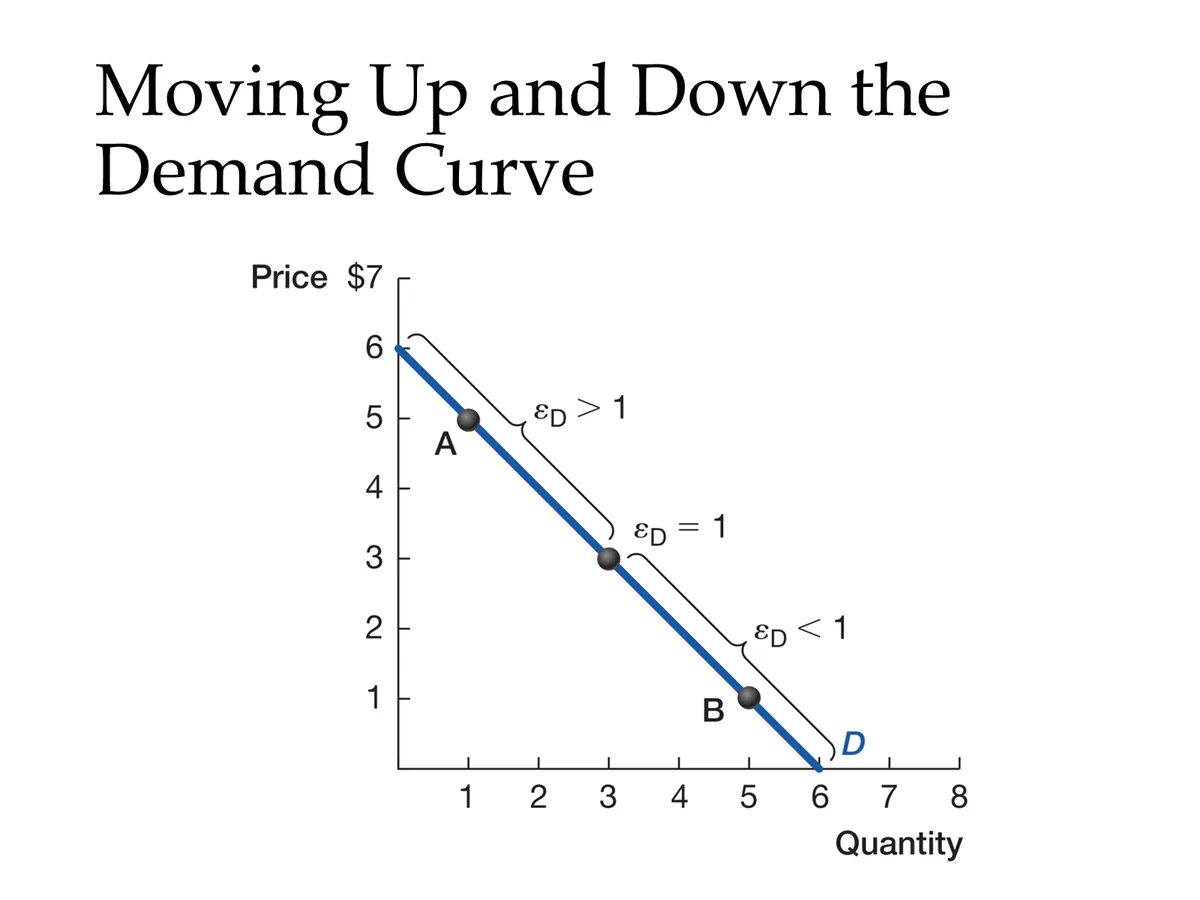 Moving Up and Down the
Demand Curve
Price $7
6
5
4
3
2
1
A
εD > 1
εD = 1
εD < 1
B
D
1 2 3 4 5 6 7 8
Quantity